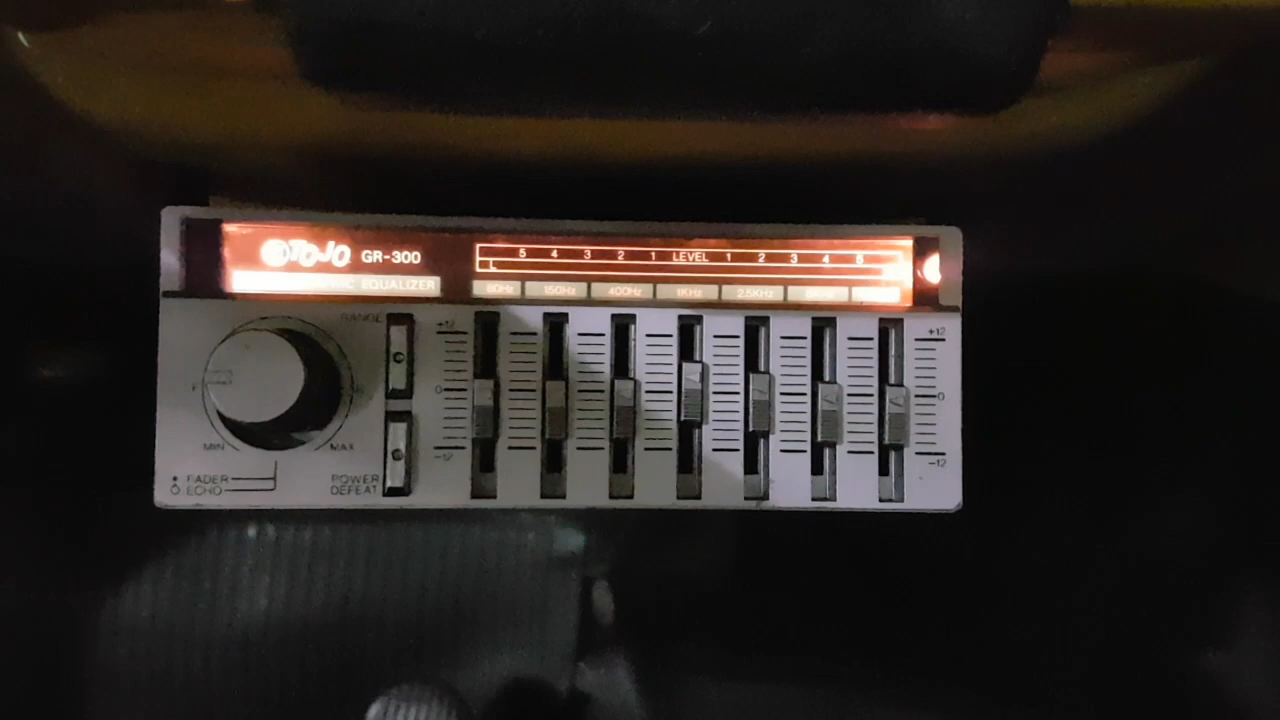 TOJO GR-300
5 4 3 2 1 LEVEL 1 2 3 4 5
L
EQUALIZER
60Hz 150Hz 400Hz 1KHz 2.5KHz
RANGE
+12 +12
0 0
-12 -12
MIN MAX
FADER
ECHO
POWER
DEFEAT